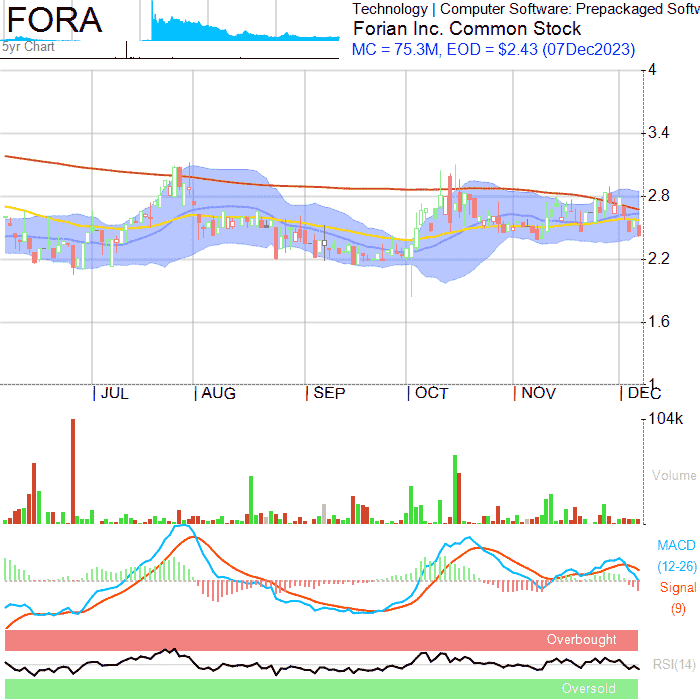 FORA
5yr Chart
Technology | Computer Software: Prepackaged Softw
Forian Inc. Common Stock
MC = 75.3M, EOD = $2.43 (07Dec2023)
4
3.4
2.8
2.2
1.6
1
JUL AUG SEP OCT NOV DEC
104k
Volume
MACD
(12-26)
Signal
(9)
Overbought
RSI(14)
Oversold